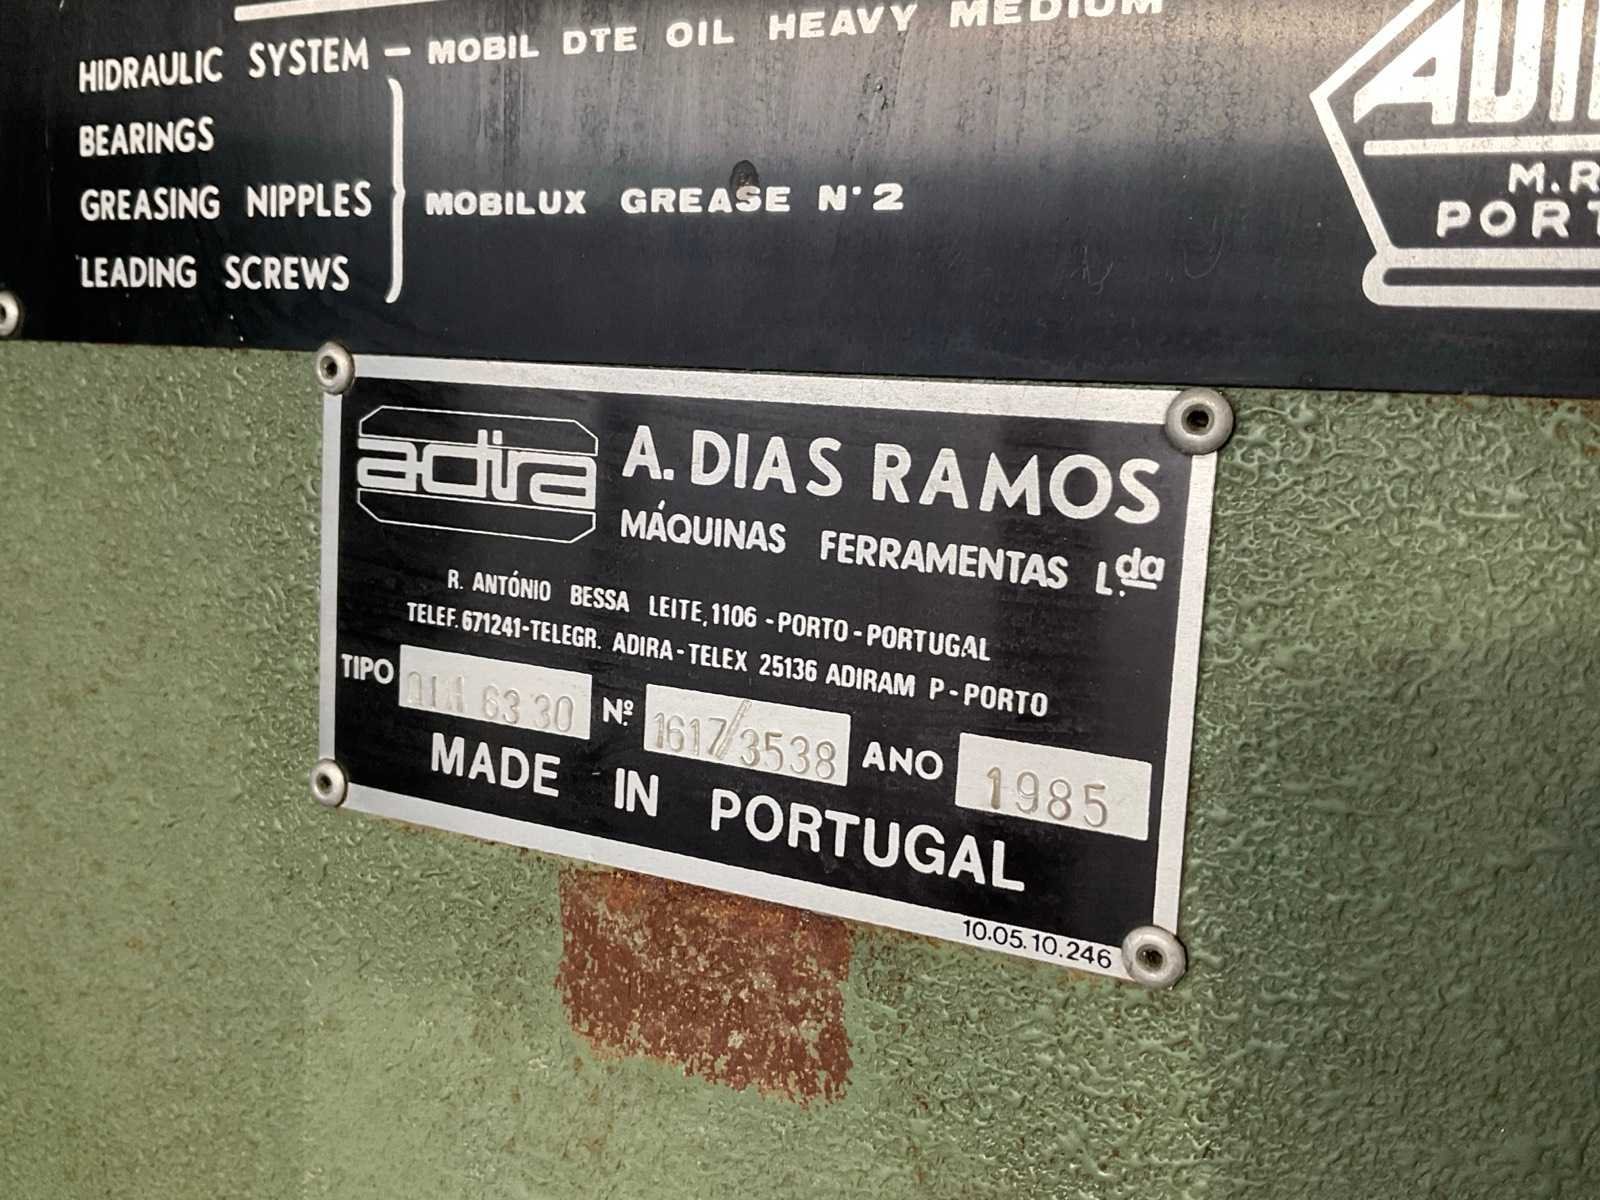 HIDRAULIC SYSTEM — MOBIL DTE OIL HEAVY MEDIUM
BEARINGS
GREASING NIPPLES
LEADING SCREWS
MOBILUX GREASE Nº 2
M.R
PORT
adira
A. DIAS RAMOS
MÁQUINAS FERRAMENTAS L.da
R. ANTÓNIO BESSA LEITE, 1106 - PORTO - PORTUGAL
TELEF. 671241 - TELEGR. ADIRA - TELEX 25136 ADIRAM P - PORTO
TIPO 63 30 Nº 1617/3538 ANO 1985
MADE IN PORTUGAL
10.05.10.246